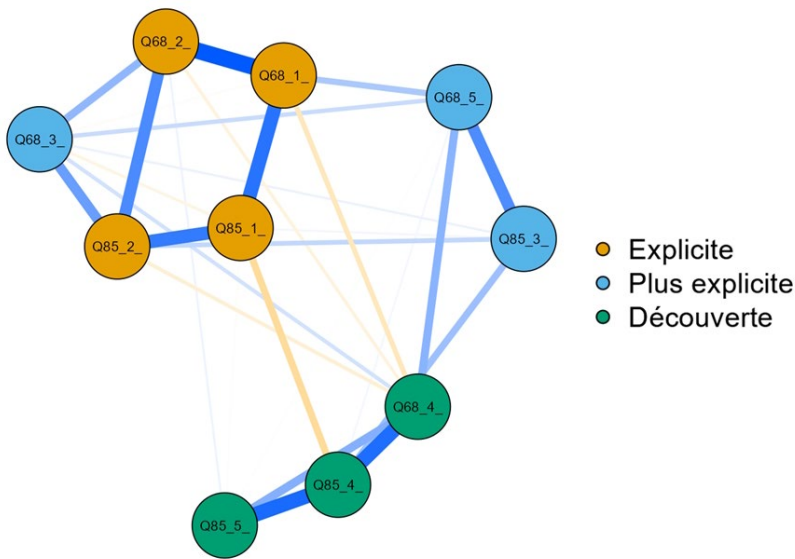 Q68_2_
Q68_1_
Q68_5_
Q68_3_
Q85_1_
Q85_2_
Q85_3_
Explicite
Plus explicite
Découverte
Q68_4_
Q85_4_
Q85_5_